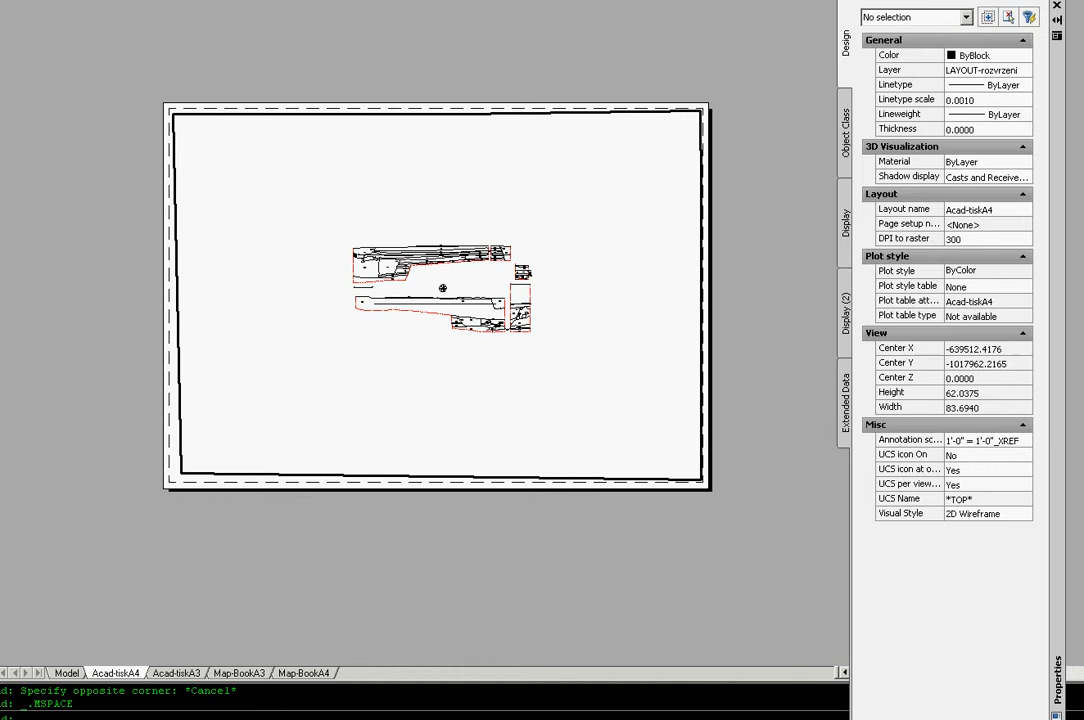 No selection
Design
Object Class
Display
Display (2)
Extended Data
General
Color ByBlock
Layer LAYOUT-rozvrzeni
Linetype ByLayer
Linetype scale 0.0010
Lineweight ByLayer
Thickness 0.0000
3D Visualization
Material ByLayer
Shadow display Casts and Receive...
Layout
Layout name Acad-tiskA4
Page setup n... <None>
DPI to raster 300
Plot style
Plot style ByColor
Plot style table None
Plot table att... Acad-tiskA4
Plot table type Not available
View
Center X -639512.4176
Center Y -1017962.2165
Center Z 0.0000
Height 62.0375
Width 83.6940
Misc
Annotation sc... 1'-0" = 1'-0"_XREF
UCS icon On No
UCS icon at o... Yes
UCS per view... Yes
UCS Name *TOP*
Visual Style 2D Wireframe
Properties
Model Acad-tiskA4 Acad-tiskA3 Map-BookA3 Map-BookA4
nd: Specify opposite corner: *Cancel*
nd: _.MSPACE
nd: